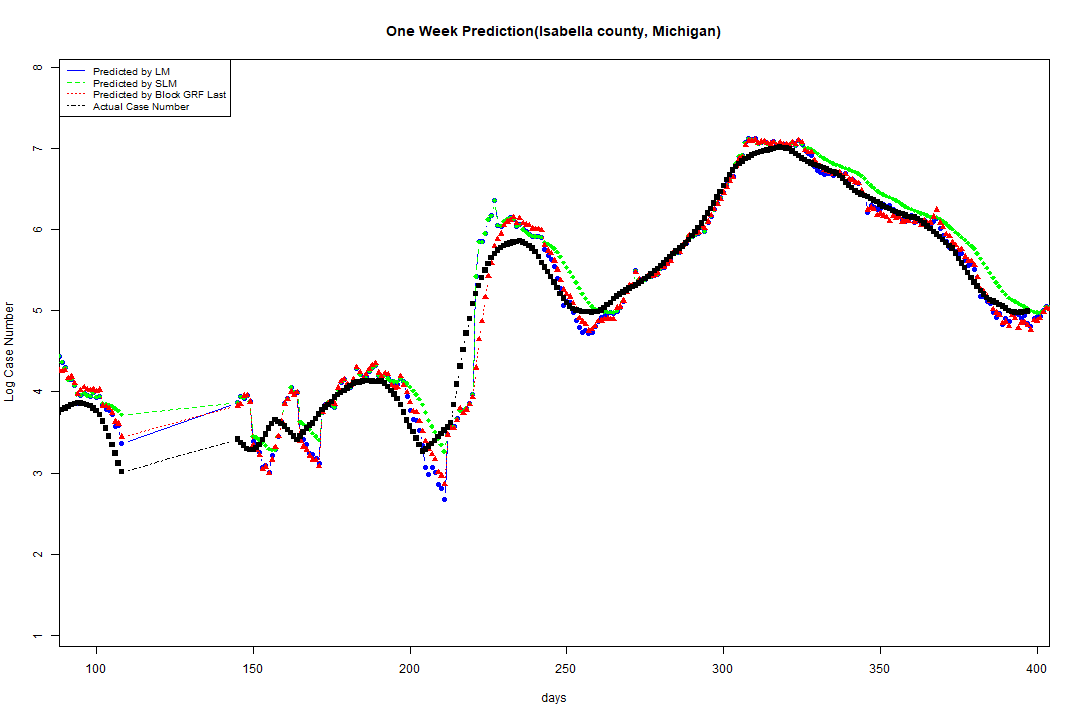 One Week Prediction(Isabella county, Michigan)
Predicted by LM
Predicted by SLM
Predicted by Block GRF Last
Actual Case Number
8
7
6
5
4
3
2
1
Log Case Number
100 150 200 250 300 350 400
days